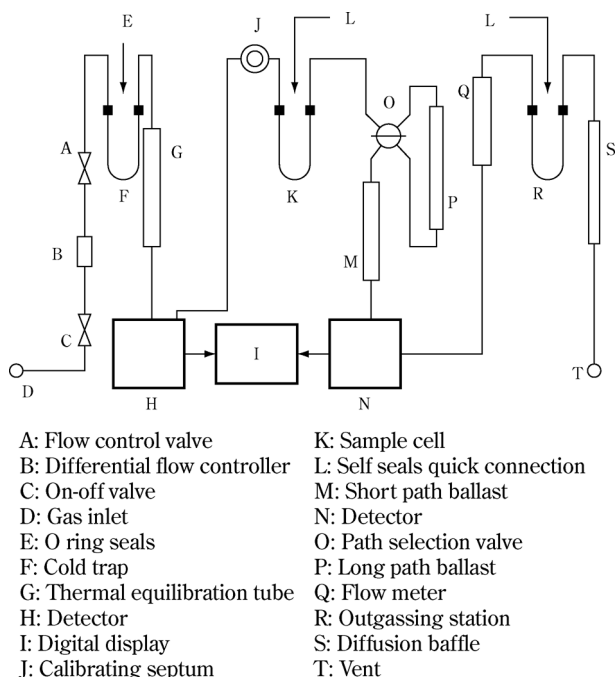 E
J
L
L
O
Q
A
G
S
F
K
R
P
B
M
C
I
T
D
H
N
A: Flow control valve
B: Differential flow controller
C: On-off valve
D: Gas inlet
E: O ring seals
F: Cold trap
G: Thermal equilibration tube
H: Detector
I: Digital display
J: Calibrating septum
K: Sample cell
L: Self seals quick connection
M: Short path ballast
N: Detector
O: Path selection valve
P: Long path ballast
Q: Flow meter
R: Outgassing station
S: Diffusion baffle
T: Vent